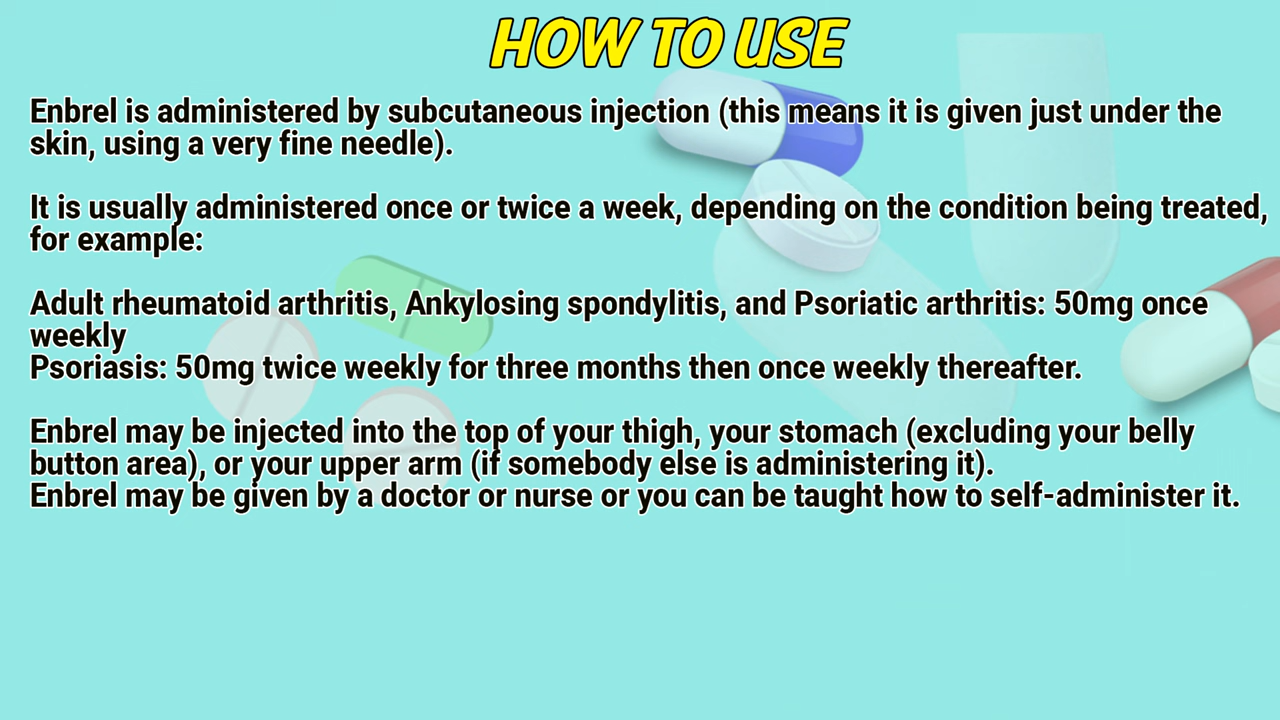 HOW TO USE
Enbrel is administered by subcutaneous injection (this means it is given just under the
skin, using a very fine needle).
It is usually administered once or twice a week, depending on the condition being treated,
for example:
Adult rheumatoid arthritis, Ankylosing spondylitis, and Psoriatic arthritis: 50mg once
weekly
Psoriasis: 50mg twice weekly for three months then once weekly thereafter.
Enbrel may be injected into the top of your thigh, your stomach (excluding your belly
button area), or your upper arm (if somebody else is administering it).
Enbrel may be given by a doctor or nurse or you can be taught how to self-administer it.